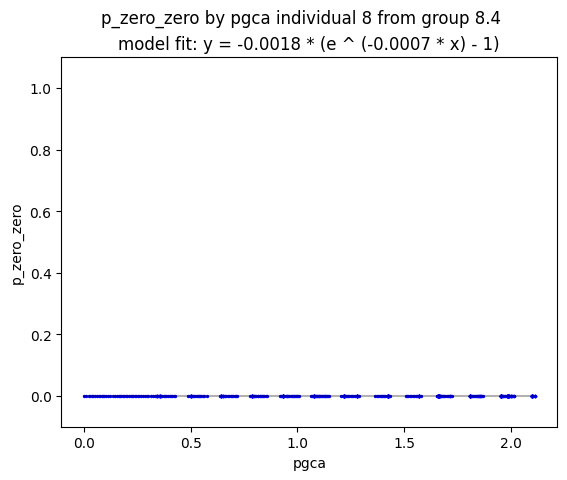 p_zero_zero by pgca individual 8 from group 8.4
model fit: y = -0.0018 * (e ^ (-0.0007 * x) - 1)
1.0
0.8
0.6
0.4
0.2
0.0
p_zero_zero
0.0 0.5 1.0 1.5 2.0
pgca